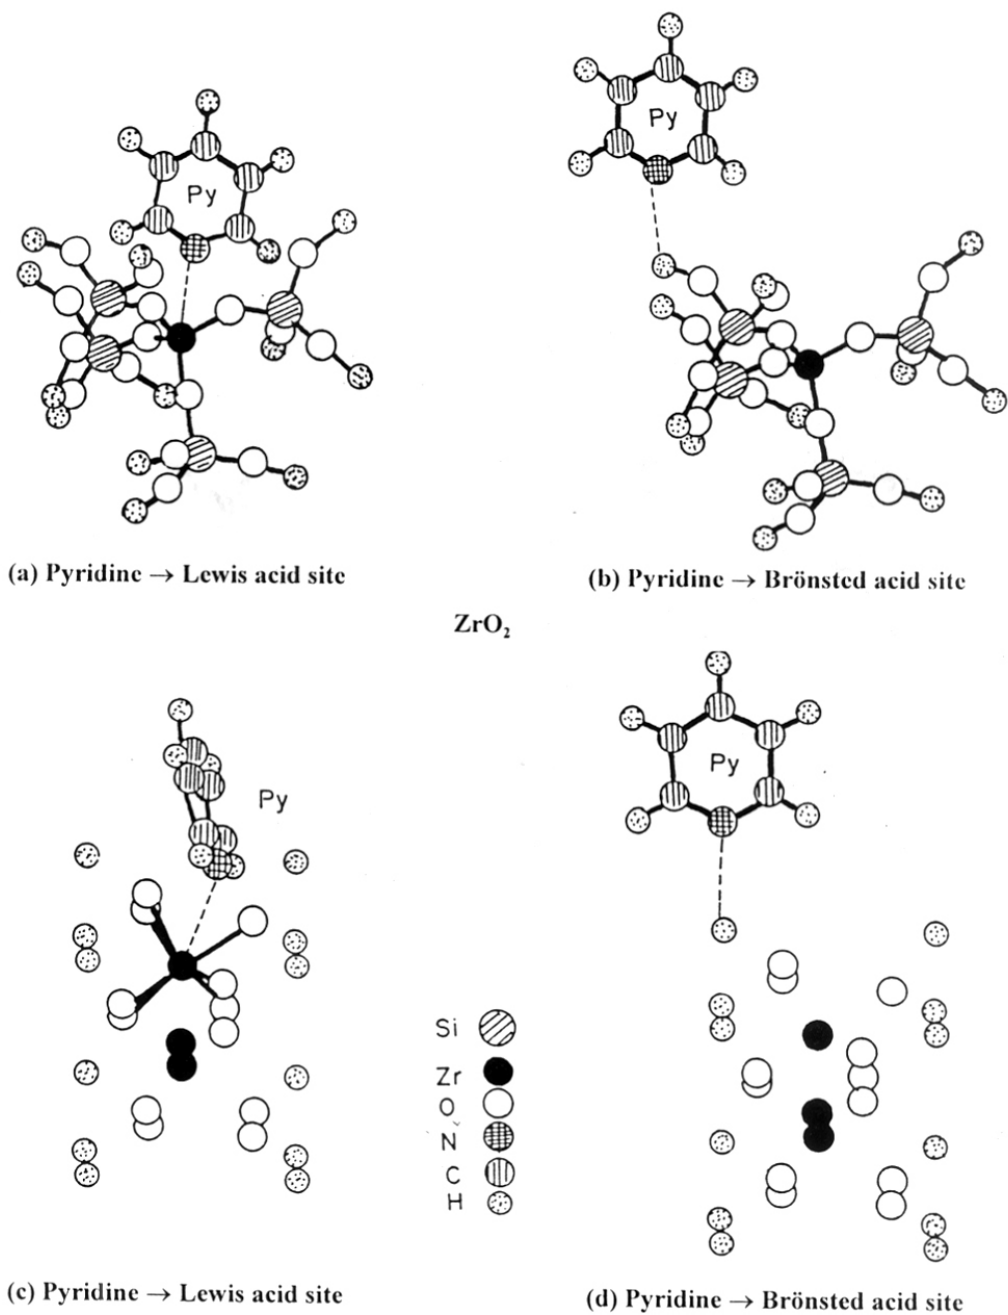 Py
Py
(a) Pyridine → Lewis acid site
(b) Pyridine → Brönsted acid site
ZrO₂
Py
Py
Si
Zr
O
N
C
H
(c) Pyridine → Lewis acid site
(d) Pyridine → Brönsted acid site